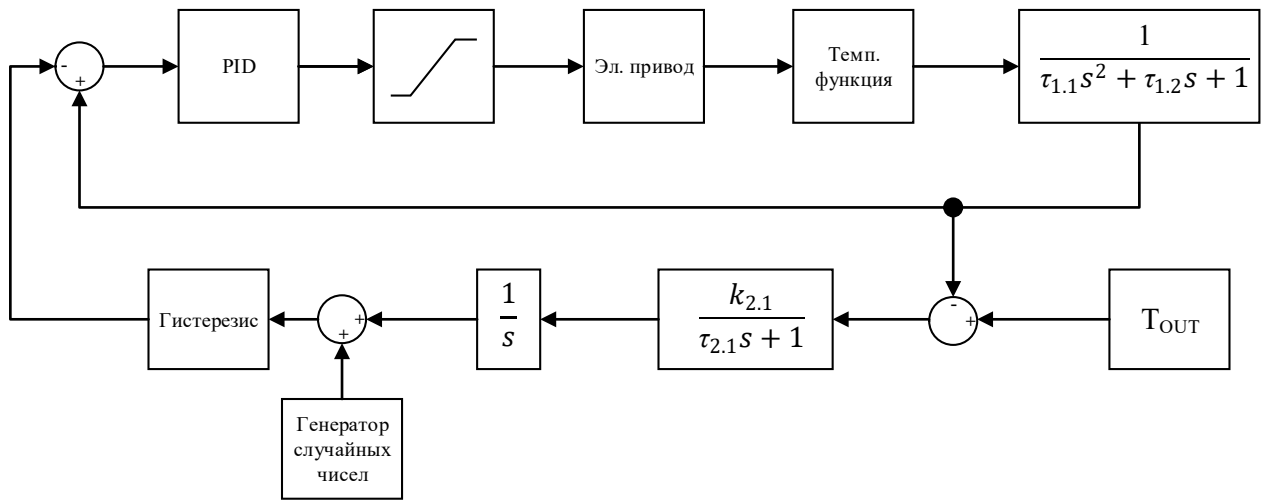 -
+
PID
Эл. привод
Темп.
функция
1
τ₁.₁s² + τ₁.₂s + 1
Гистерезис
+
+
1
s
k₂.₁
τ₂.₁s + 1
-
+
T_OUT
Генератор
случайных
чисел